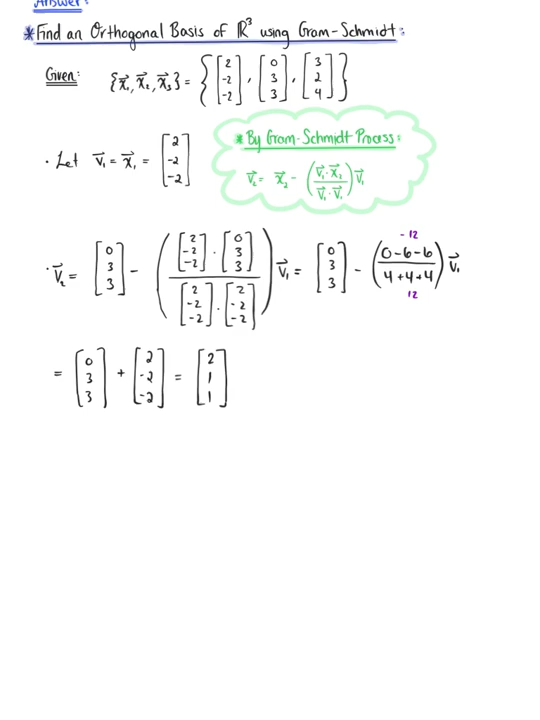 Answer:
*Find an Orthogonal Basis of ℝ³ using Gram-Schmidt:
Given: {x⃗₁, x⃗₂, x⃗₃} = { [2 -2 -2], [0 3 3], [3 2 4] }
· Let v⃗₁ = x⃗₁ = [2 -2 -2]
*By Gram-Schmidt Process:
v⃗₂ = x⃗₂ - (v⃗₁·x⃗₂ / v⃗₁·v⃗₁) v⃗₁
· v⃗₂ = [0 3 3] - ( [2 -2 -2] · [0 3 3] / [2 -2 -2] · [2 -2 -2] ) v⃗₁ = [0 3 3] - ( 0-6-6 / 4+4+4 ) v⃗₁
-12
12
= [0 3 3] + [2 -2 -2] = [2 1 1]